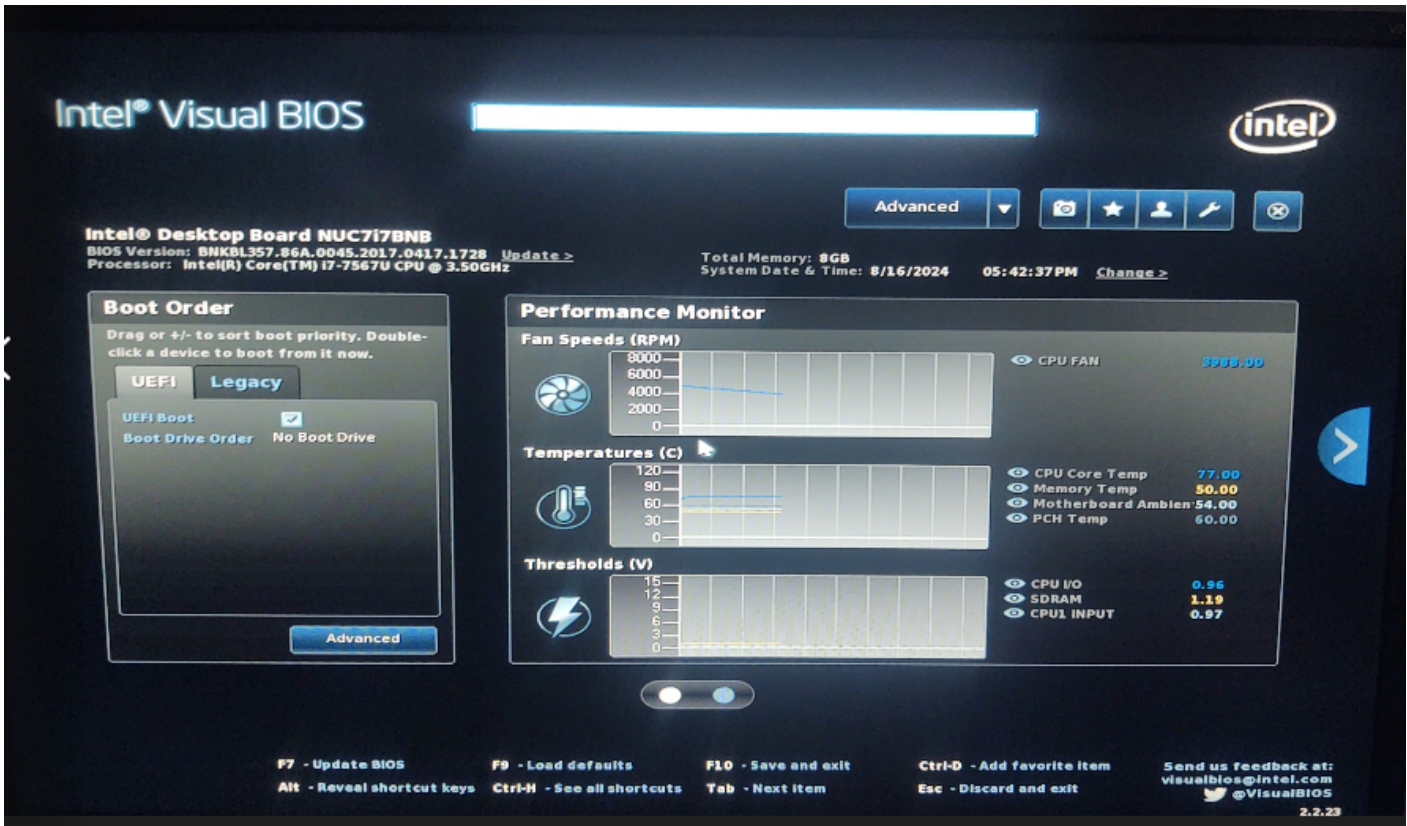 Intel® Visual BIOS
intel
Advanced
Intel® Desktop Board NUC7i7BNB
BIOS Version: BNKBL357.86A.0045.2017.0417.1728 Update >
Processor: Intel(R) Core(TM) i7-7567U CPU @ 3.50GHz
Total Memory: 8GB
System Date & Time: 8/16/2024 05:42:37PM Change >
Boot Order
Drag or +/- to sort boot priority. Double-
click a device to boot from it now.
UEFI Legacy
UEFI Boot
Boot Drive Order No Boot Drive
Advanced
Performance Monitor
Fan Speeds (RPM)
8000
6000
4000
2000
0
CPU FAN 3988.00
Temperatures (C)
120
90
60
30
0
CPU Core Temp 77.00
Memory Temp 50.00
Motherboard Ambien 54.00
PCH Temp 60.00
Thresholds (V)
15
12
9
6
3
0
CPU I/O 0.96
SDRAM 1.19
CPU1 INPUT 0.97
F7 - Update BIOS F9 - Load defaults F10 - Save and exit Ctrl-D - Add favorite item
Alt - Reveal shortcut keys Ctrl-H - See all shortcuts Tab - Next item Esc - Discard and exit
Send us feedback at:
visualbios@intel.com
@VisualBIOS
2.2.23